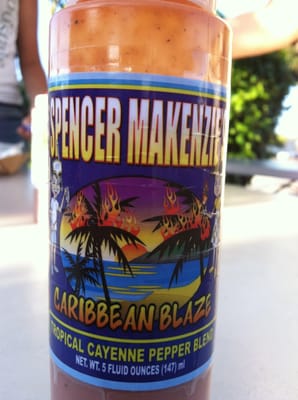 SPENCER MAKENZIE
CARIBBEAN BLAZE
TROPICAL CAYENNE PEPPER BLEND
NET. WT. 5 FLUID OUNCES (147) ml